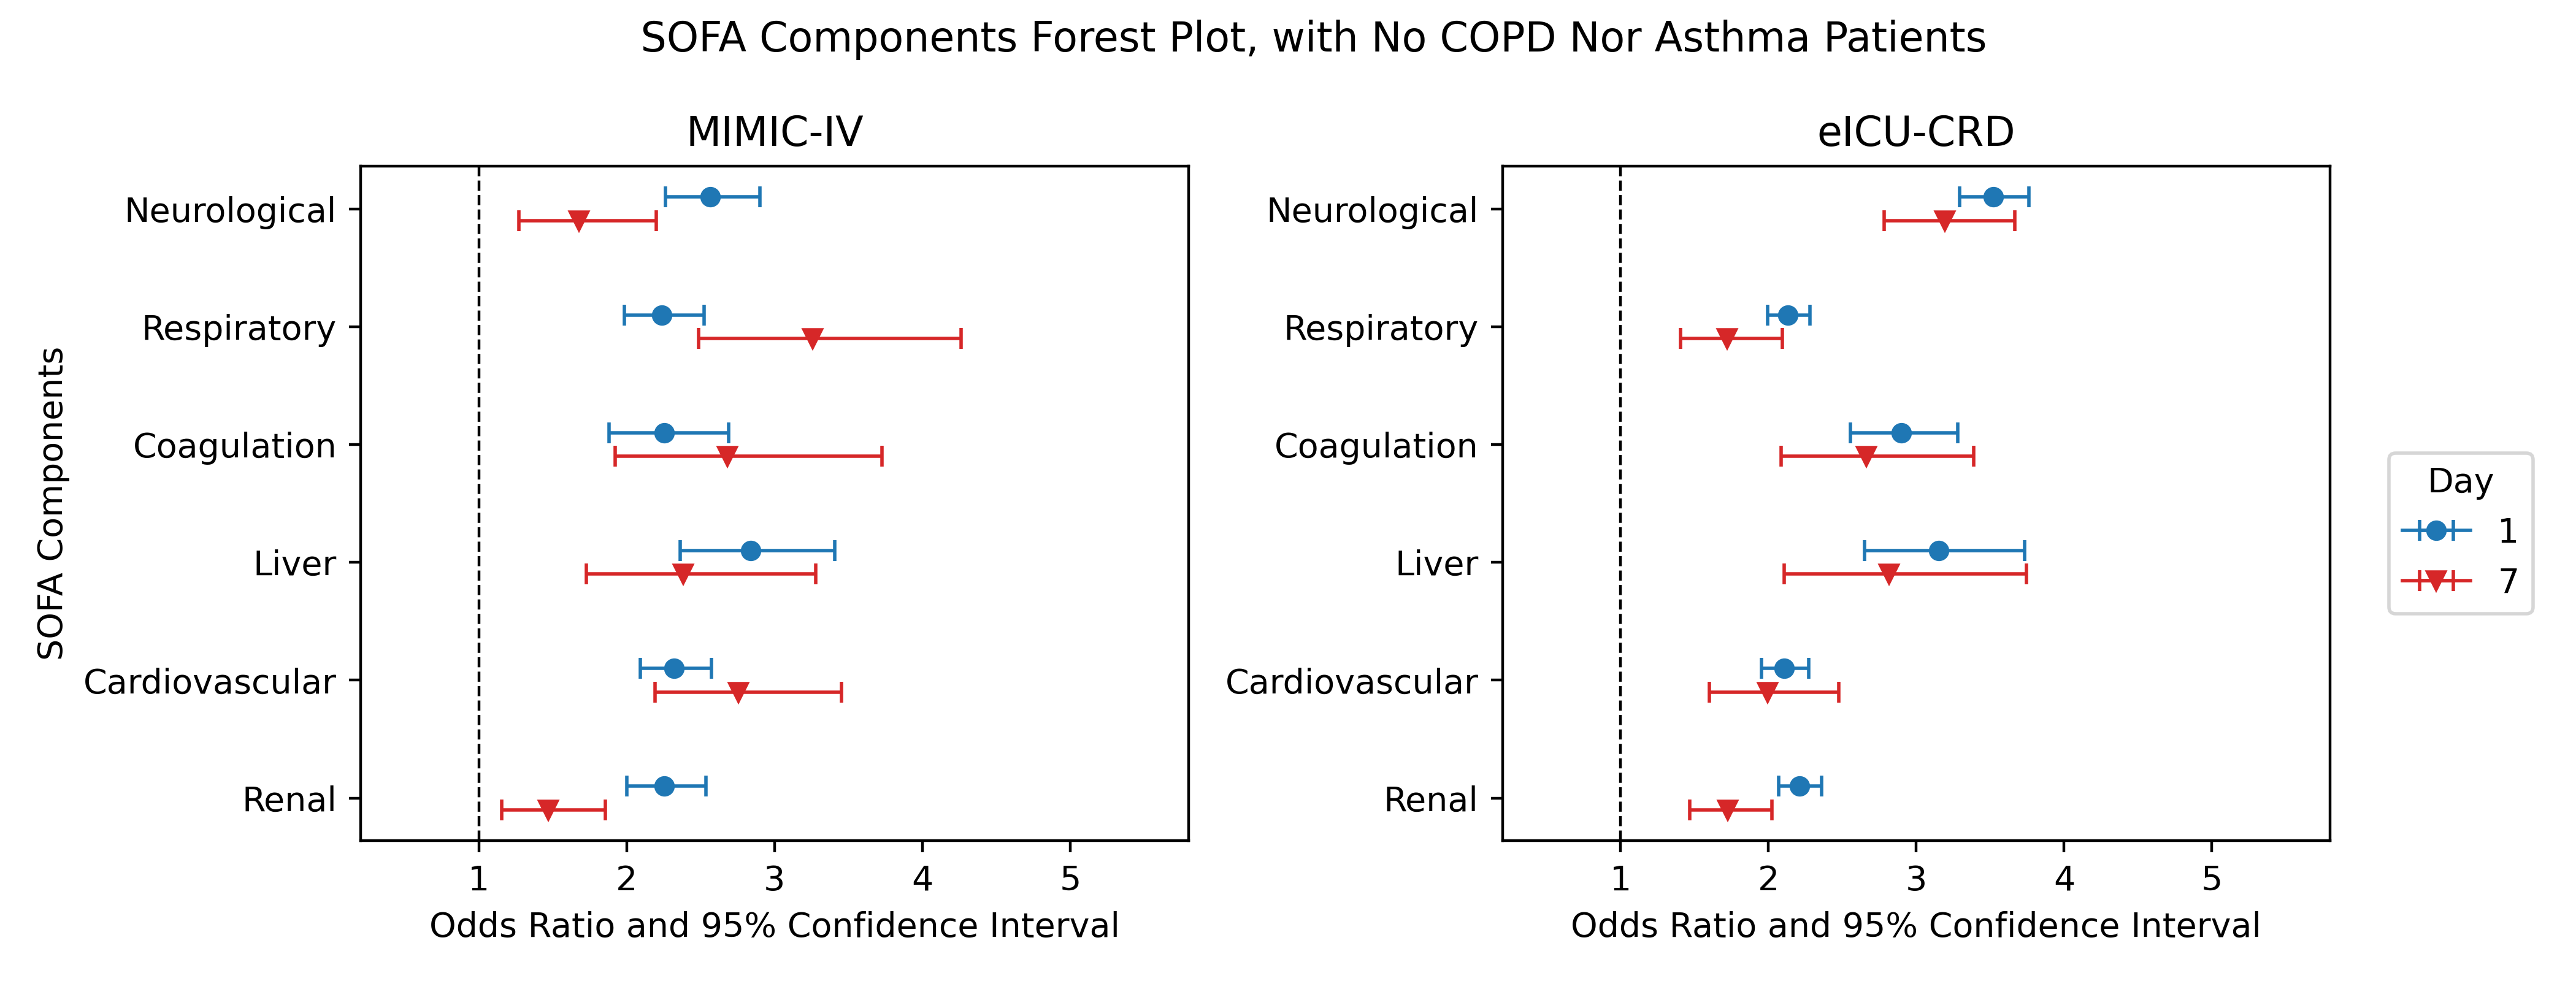 SOFA Components Forest Plot, with No COPD Nor Asthma Patients
MIMIC-IV
SOFA Components
Neurological
Respiratory
Coagulation
Liver
Cardiovascular
Renal
1 2 3 4 5
Odds Ratio and 95% Confidence Interval
eICU-CRD
Neurological
Respiratory
Coagulation
Liver
Cardiovascular
Renal
1 2 3 4 5
Odds Ratio and 95% Confidence Interval
Day
1
7